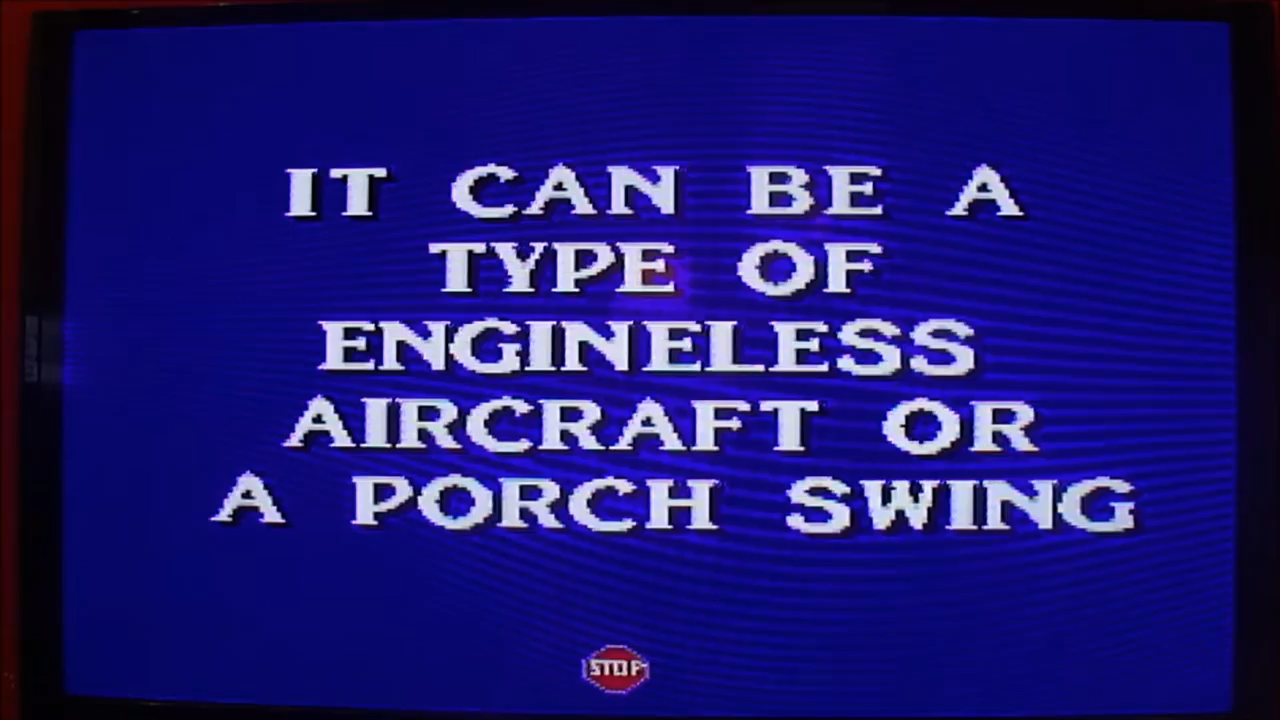 IT CAN BE A
TYPE OF
ENGINELESS
AIRCRAFT OR
A PORCH SWING
STOP